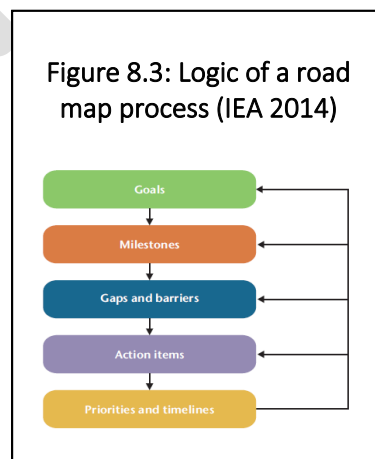 Figure 8.3: Logic of a road
map process (IEA 2014)
Goals
Milestones
Gaps and barriers
Action items
Priorities and timelines